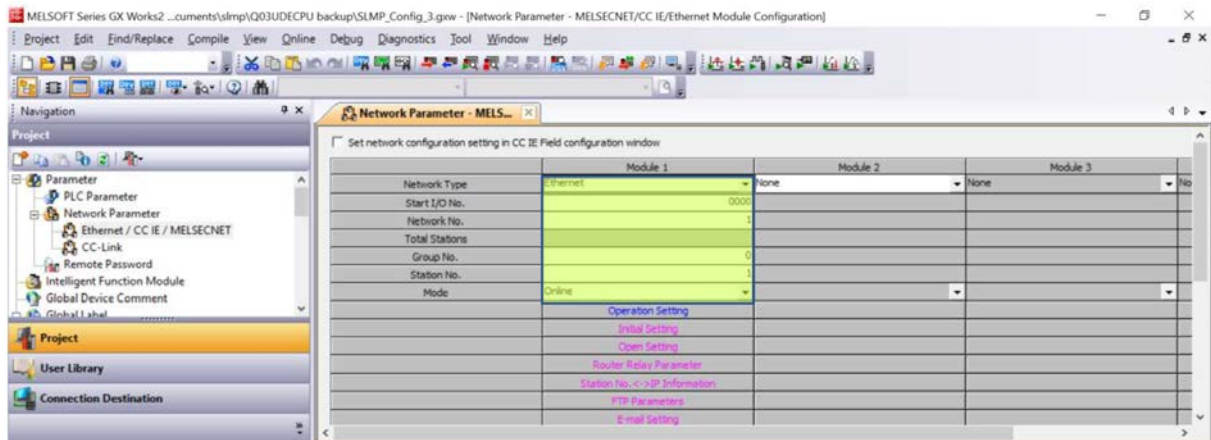 MELSOFT Series GX Works2 ...cuments\slmp\Q03UDECPU backup\SLMP_Config_3.gxw - [Network Parameter - MELSECNET/CC IE/Ethernet Module Configuration]
Project Edit Find/Replace Compile View Online Debug Diagnostics Tool Window Help
Navigation
Network Parameter - MELS...
Project
Set network configuration setting in CC IE Field configuration window
Parameter
PLC Parameter
Network Parameter
Ethernet / CC IE / MELSECNET
CC-Link
Remote Password
Intelligent Function Module
Global Device Comment
Global Label
Project
User Library
Connection Destination
Module 1 Module 2 Module 3
Network Type Ethernet None None No
Start I/O No. 0000
Network No. 1
Total Stations
Group No. 0
Station No. 1
Mode Online
Operation Setting
Initial Setting
Open Setting
Router Relay Parameter
Station No.<->IP Information
FTP Parameters
E-mail Setting